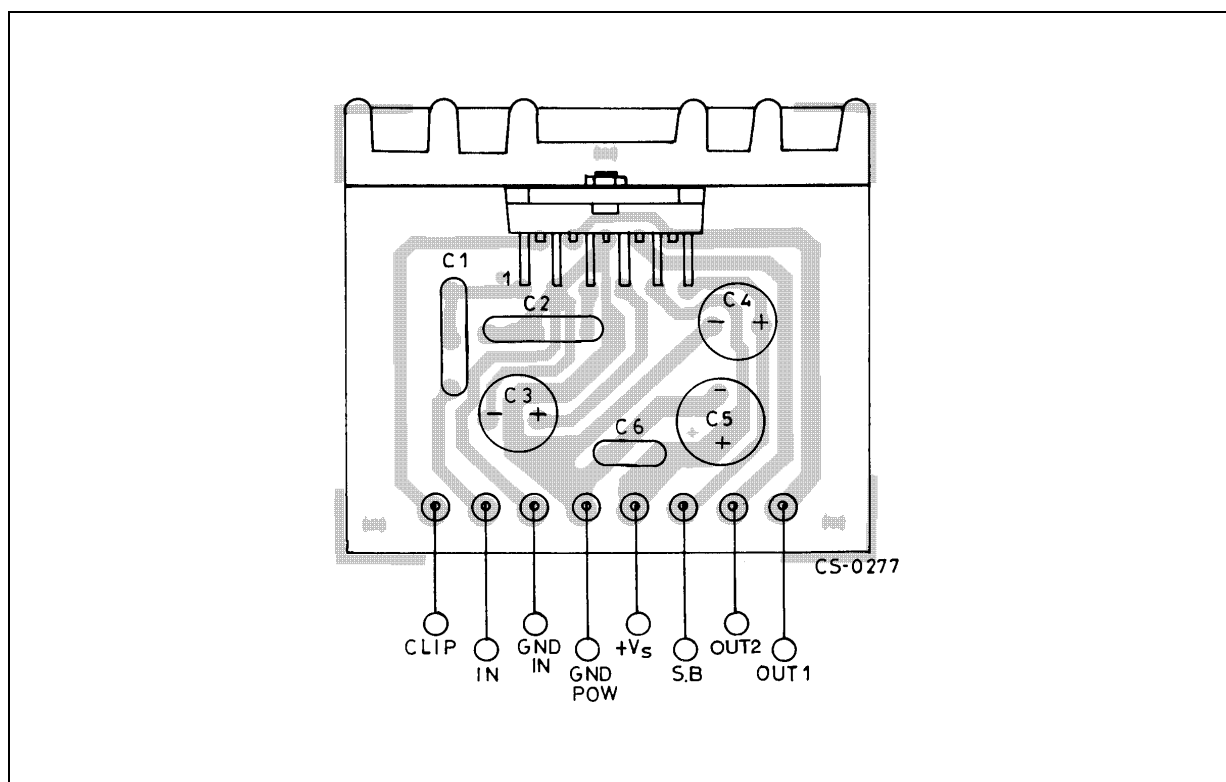 C1
1
C2
C4
- +
C3
- +
C6
-
C5
+
+
CS-0277
CLIP
IN
GND
IN
GND
POW
+Vs
S.B
OUT2
OUT1